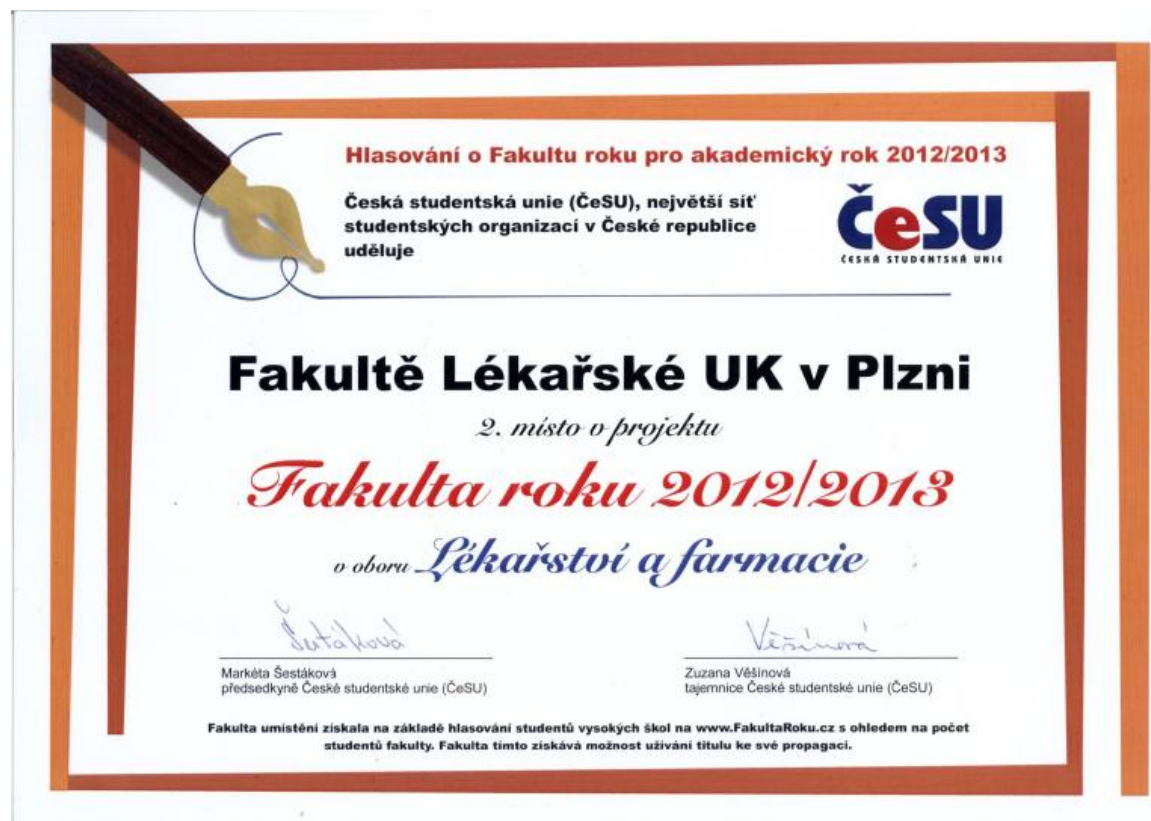 Hlasování o Fakultu roku pro akademický rok 2012/2013
Česká studentská unie (ČeSU), největší síť
studentských organizací v České republice
uděluje
ČeSU
ČESKÁ STUDENTSKÁ UNIE
Fakultě Lékařské UK v Plzni
2. místo v projektu
Fakulta roku 2012/2013
v oboru Lékařství a farmacie
Šestáková
Věšínová
Markéta Šestáková
předsedkyně České studentské unie (ČeSU)
Zuzana Věšínová
tajemnice České studentské unie (ČeSU)
Fakulta umístění získala na základě hlasování studentů vysokých škol na www.FakultaRoku.cz s ohledem na počet
studentů fakulty. Fakulta tímto získává možnost užívání titulu ke své propagaci.